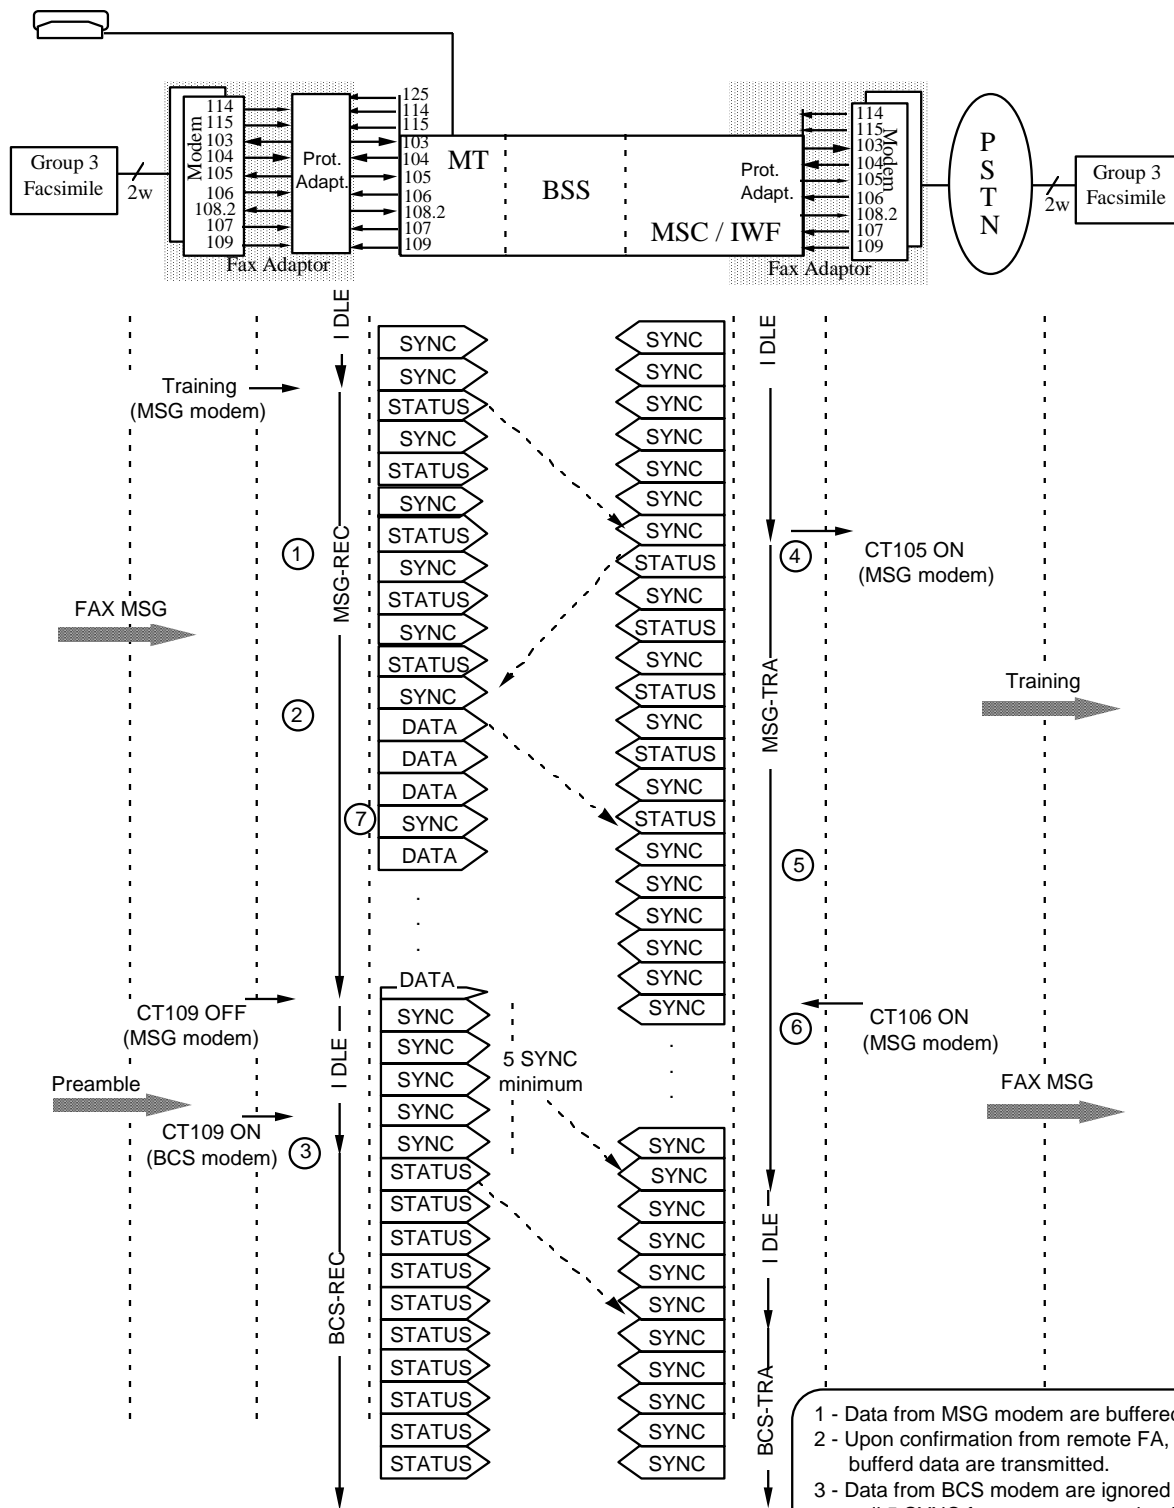 125
114
115
103
104
105
106
108.2
107
109
Modem
Prot.
Adapt.
114
115
103
104
105
106
108.2
107
109
MT
BSS
Prot.
Adapt.
MSC / IWF
114
115
103
104
105
106
108.2
107
109
Modem
P
S
T
N
Group 3
Facsimile
2w
Group 3
Facsimile
2w
Fax Adaptor
Fax Adaptor
I DLE
I DLE
SYNC
SYNC
STATUS
SYNC
STATUS
SYNC
STATUS
SYNC
STATUS
SYNC
STATUS
SYNC
DATA
DATA
DATA
SYNC
DATA
.
.
.
DATA
SYNC
SYNC
SYNC
SYNC
SYNC
STATUS
STATUS
STATUS
STATUS
STATUS
STATUS
STATUS
STATUS
STATUS
STATUS
SYNC
SYNC
SYNC
SYNC
SYNC
SYNC
SYNC
STATUS
SYNC
STATUS
SYNC
STATUS
SYNC
STATUS
SYNC
STATUS
SYNC
SYNC
SYNC
SYNC
SYNC
SYNC
.
.
.
SYNC
SYNC
SYNC
SYNC
SYNC
SYNC
SYNC
SYNC
SYNC
SYNC
SYNC
Training
(MSG modem)
1
MSG-REC
FAX MSG
2
7
CT109 OFF
(MSG modem)
I DLE
5 SYNC
minimum
Preamble
CT109 ON
(BCS modem)
3
BCS-REC
4
CT105 ON
(MSG modem)
MSG-TRA
Training
5
6
CT106 ON
(MSG modem)
FAX MSG
I DLE
BCS-TRA
1 - Data from MSG modem are buffered
2 - Upon confirmation from remote FA,
bufferd data are transmitted.
3 - Data from BCS modem are ignored